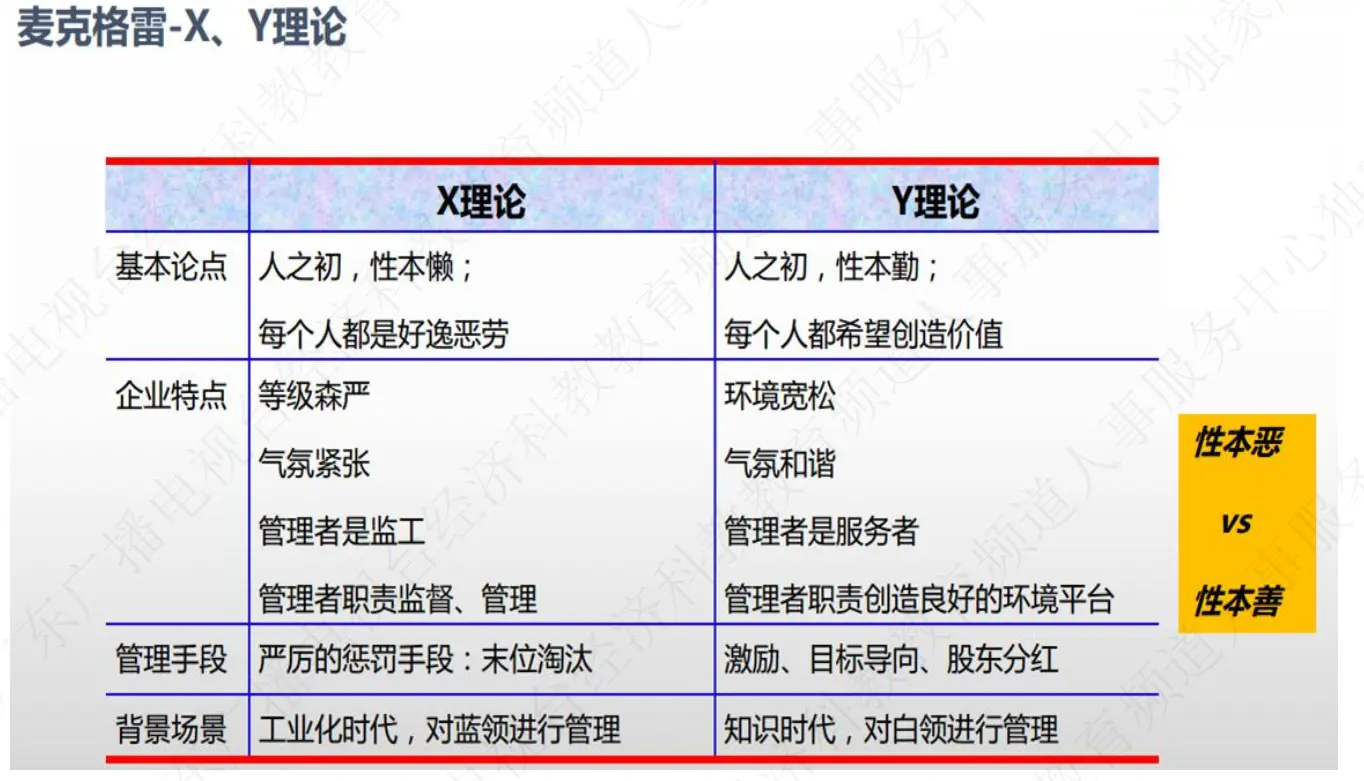 麦克格雷-X、Y理论
X理论
Y理论
基本论点
人之初，性本懒；
每个人都是好逸恶劳
人之初，性本勤；
每个人都希望创造价值
企业特点
等级森严
气氛紧张
管理者是监工
管理者职责监督、管理
环境宽松
气氛和谐
管理者是服务者
管理者职责创造良好的环境平台
管理手段
严厉的惩罚手段：末位淘汰
激励、目标导向、股东分红
背景场景
工业化时代，对蓝领进行管理
知识时代，对白领进行管理
性本恶
vs
性本善